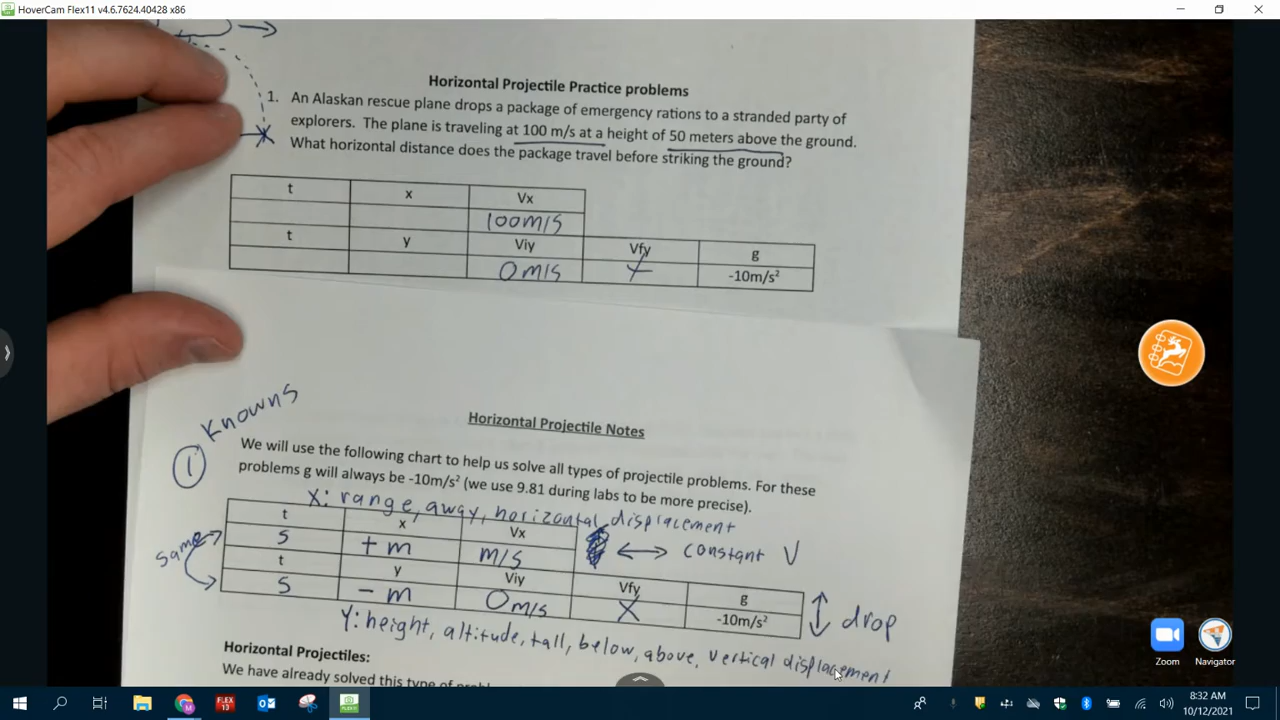 HoverCam Flex11 v4.6.7624.40428 x86
Horizontal Projectile Practice problems
1. An Alaskan rescue plane drops a package of emergency rations to a stranded party of
explorers. The plane is traveling at 100 m/s at a height of 50 meters above the ground.
What horizontal distance does the package travel before striking the ground?
t x Vx
100m/s
t y Viy Vfy g
0m/s X -10m/s²
① Knowns
Horizontal Projectile Notes
We will use the following chart to help us solve all types of projectile problems. For these
problems g will always be -10m/s² (we use 9.81 during labs to be more precise).
X: range, away, horizontal displacement
t x Vx
s +m m/s constant V
same
t y Viy Vfy g
s -m 0m/s X -10m/s² drop
Y: height, altitude, tall, below, above, vertical displacement
Horizontal Projectiles:
We have already solved this type of
Zoom
Navigator
8:32 AM
10/12/2021